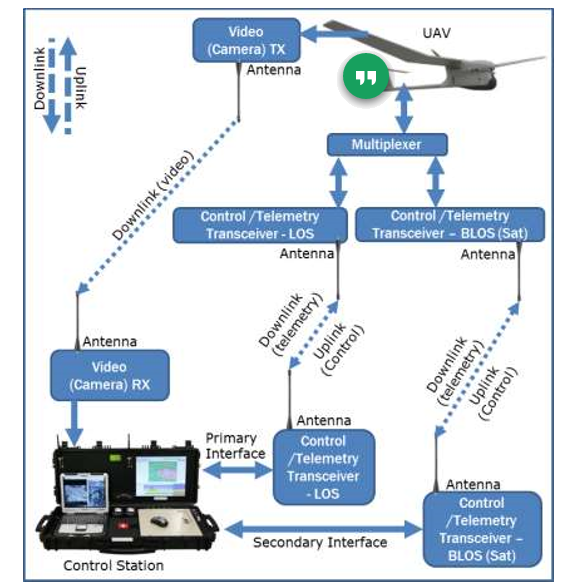 Downlink
Uplink
Video
(Camera) TX
Antenna
UAV
Multiplexer
Control /Telemetry
Transceiver - LOS
Control /Telemetry
Transceiver – BLOS (Sat)
Antenna
Antenna
Downlink (video)
Downlink
(telemetry)
Uplink
(Control)
Downlink
(telemetry)
Uplink
(Control)
Antenna
Video
(Camera) RX
Antenna
Control
/Telemetry
Transceiver
- LOS
Primary
Interface
Antenna
Control
/Telemetry
Transceiver –
BLOS (Sat)
Secondary Interface
Control Station